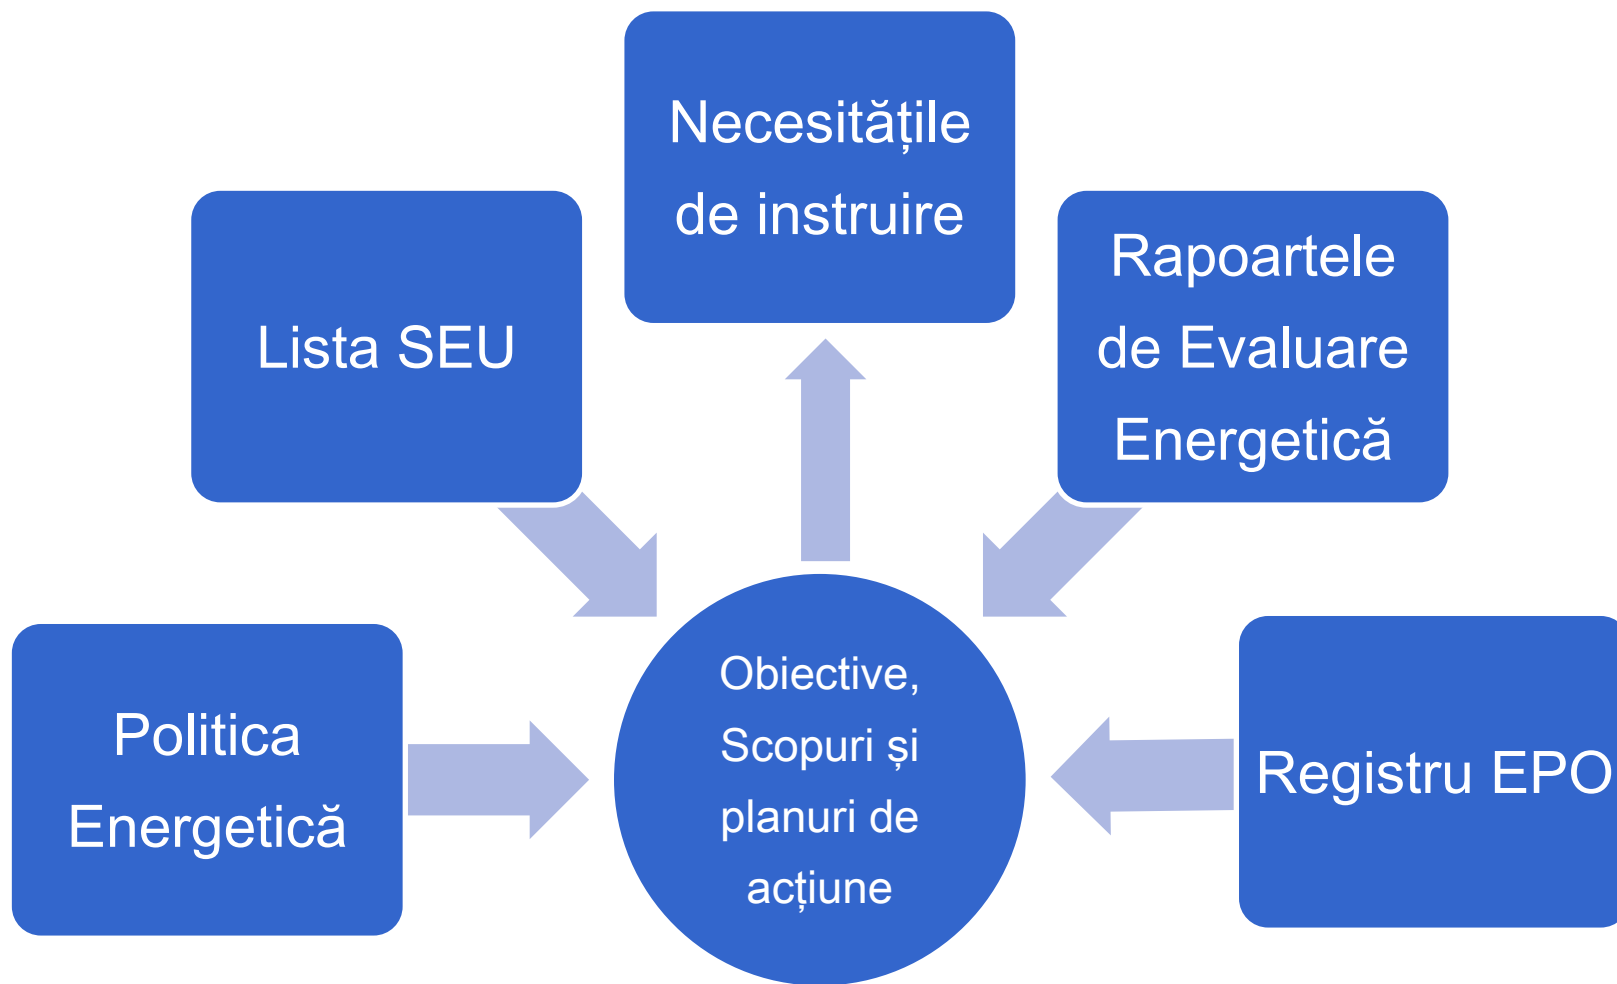 Necesitățile
de instruire
Lista SEU
Rapoartele
de Evaluare
Energetică
Politica
Energetică
Obiective,
Scopuri și
planuri de
acțiune
Registru EPO